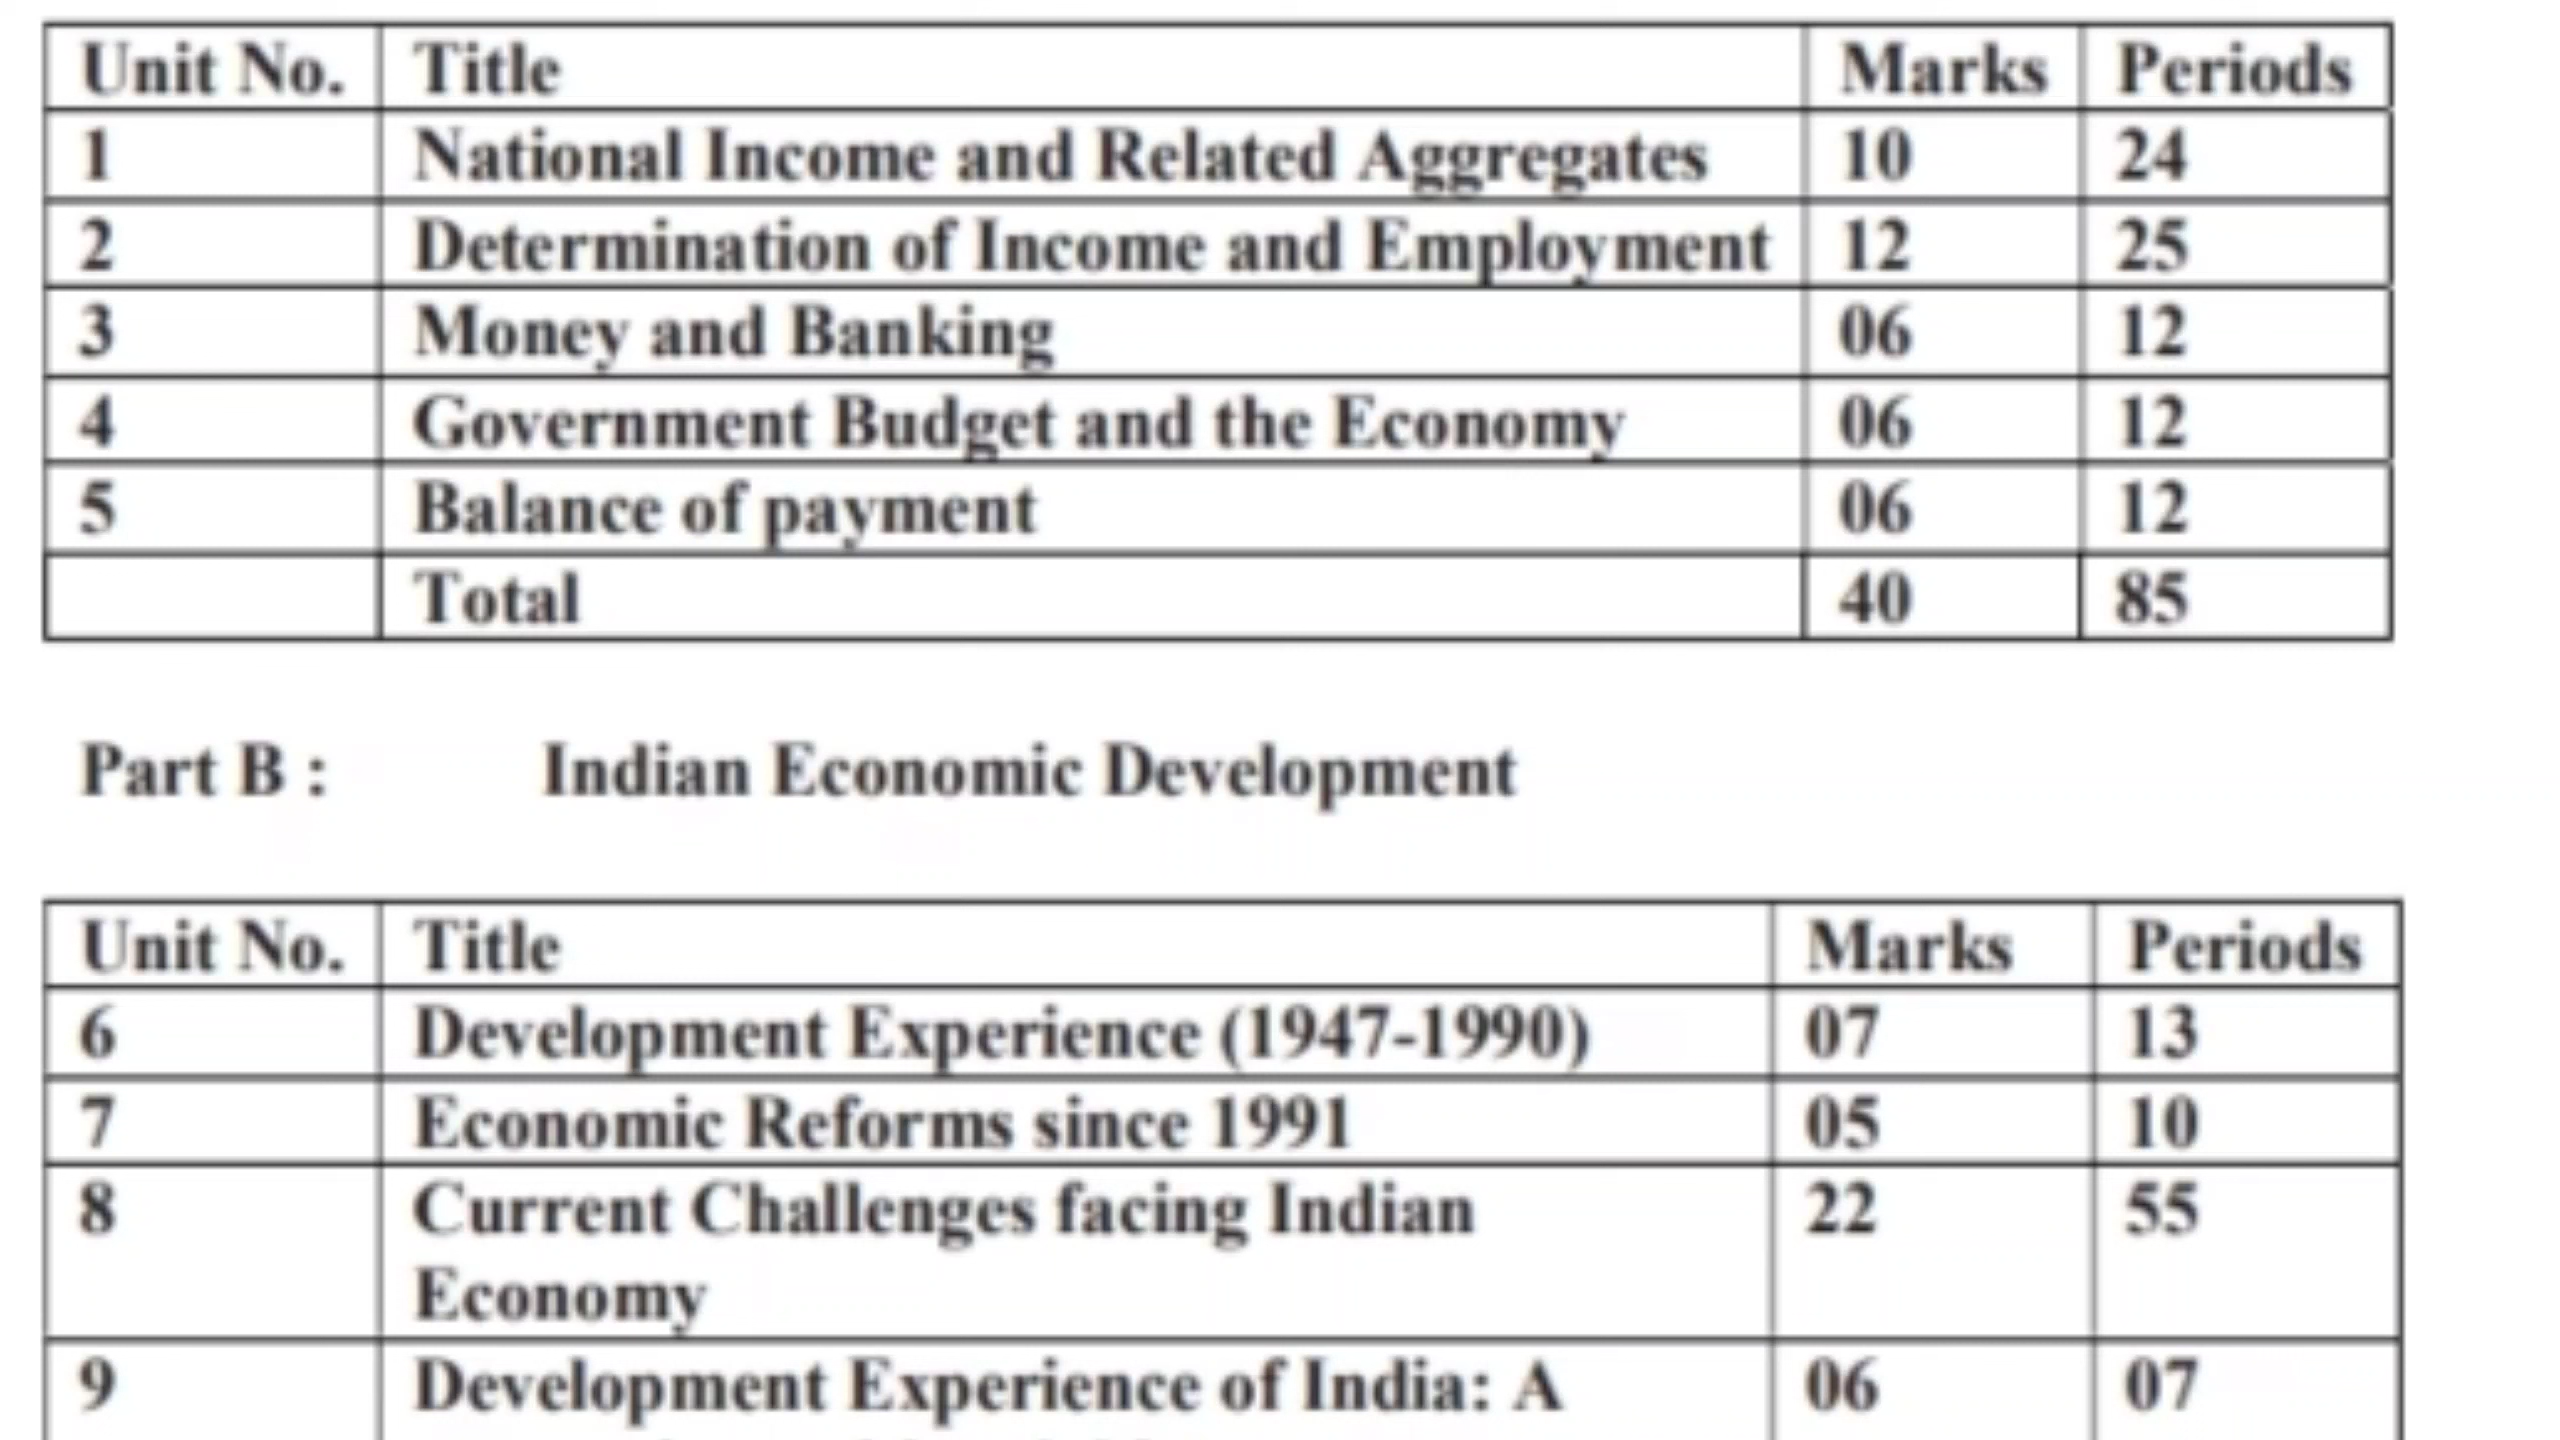 Unit No. Title Marks Periods
1 National Income and Related Aggregates 10 24
2 Determination of Income and Employment 12 25
3 Money and Banking 06 12
4 Government Budget and the Economy 06 12
5 Balance of payment 06 12
Total 40 85
Part B : Indian Economic Development
Unit No. Title Marks Periods
6 Development Experience (1947-1990) 07 13
7 Economic Reforms since 1991 05 10
8 Current Challenges facing Indian 22 55
Economy
9 Development Experience of India: A 06 07